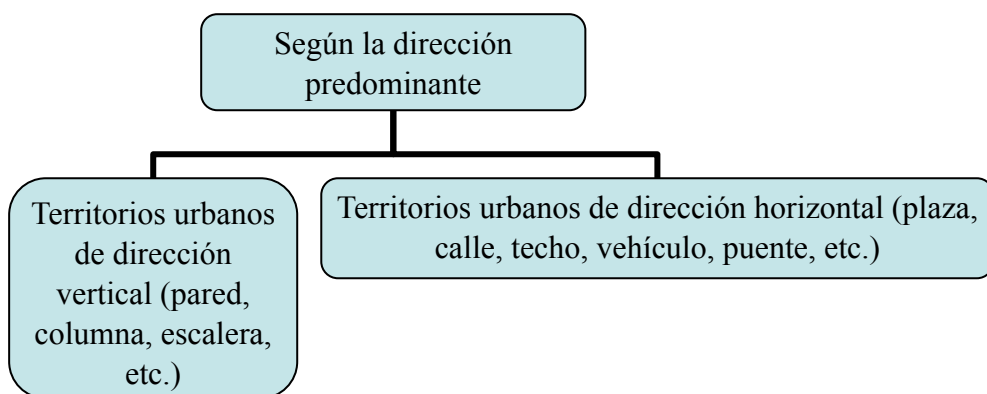 Según la dirección
predominante
Territorios urbanos
de dirección
vertical (pared,
columna, escalera,
etc.)
Territorios urbanos de dirección horizontal (plaza,
calle, techo, vehículo, puente, etc.)